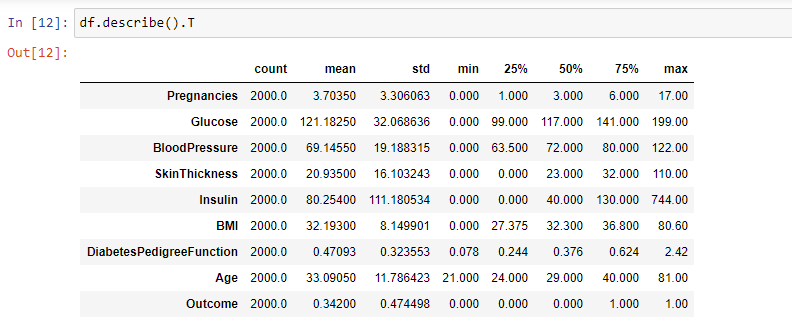 In [12]: df.describe().T
Out[12]:
count mean std min 25% 50% 75% max
Pregnancies 2000.0 3.70350 3.306063 0.000 1.000 3.000 6.000 17.00
Glucose 2000.0 121.18250 32.068636 0.000 99.000 117.000 141.000 199.00
BloodPressure 2000.0 69.14550 19.188315 0.000 63.500 72.000 80.000 122.00
SkinThickness 2000.0 20.93500 16.103243 0.000 0.000 23.000 32.000 110.00
Insulin 2000.0 80.25400 111.180534 0.000 0.000 40.000 130.000 744.00
BMI 2000.0 32.19300 8.149901 0.000 27.375 32.300 36.800 80.60
DiabetesPedigreeFunction 2000.0 0.47093 0.323553 0.078 0.244 0.376 0.624 2.42
Age 2000.0 33.09050 11.786423 21.000 24.000 29.000 40.000 81.00
Outcome 2000.0 0.34200 0.474498 0.000 0.000 0.000 1.000 1.00